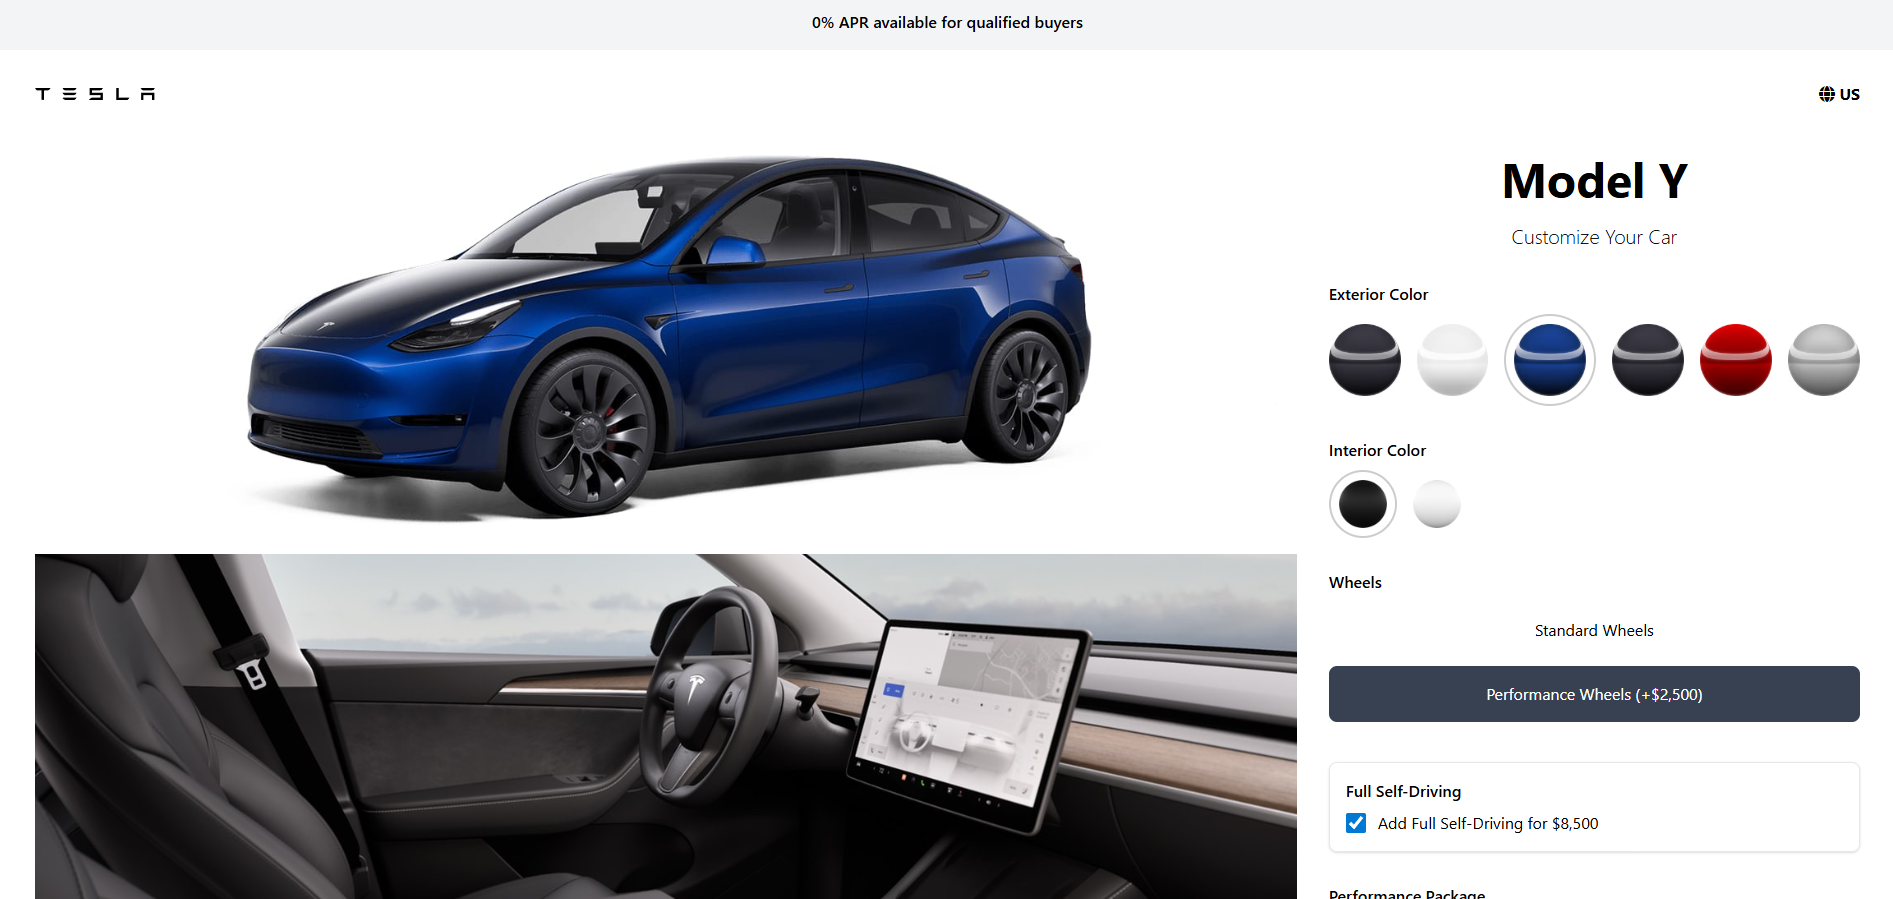 0% APR available for qualified buyers
TESLA
US
Model Y
Customize Your Car
Exterior Color
Interior Color
Wheels
Standard Wheels
Performance Wheels (+$2,500)
Full Self-Driving
Add Full Self-Driving for $8,500
Performance Package